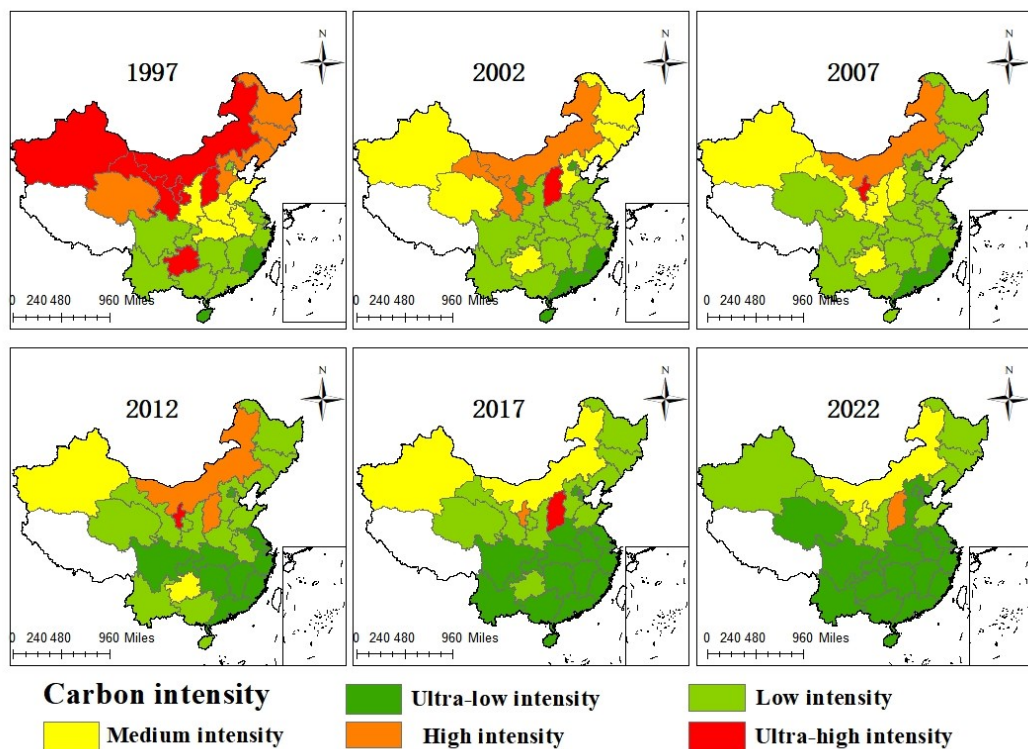 N
1997
0 240 480 960 Miles
N
2002
0 240 480 960 Miles
N
2007
0 240 480 960 Miles
N
2012
0 240 480 960 Miles
N
2017
0 240 480 960 Miles
N
2022
0 240 480 960 Miles
Carbon intensity
Ultra-low intensity
Low intensity
Medium intensity
High intensity
Ultra-high intensity